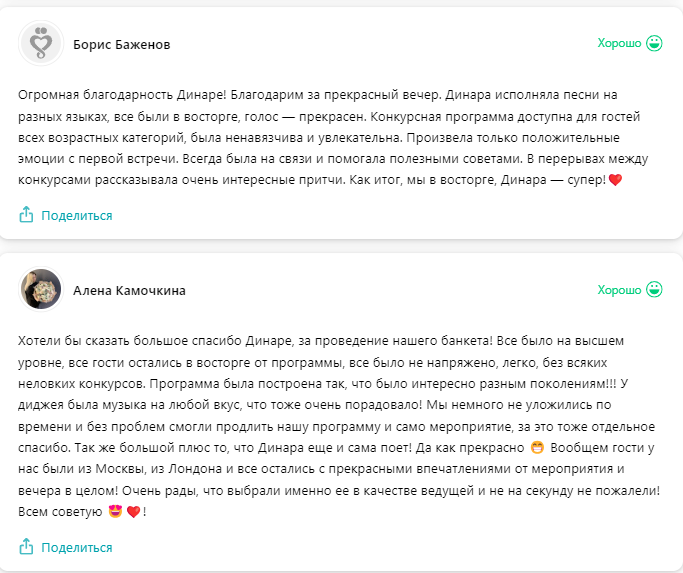 Борис Баженов
Хорошо
Огромная благодарность Динаре! Благодарим за прекрасный вечер. Динара исполняла песни на
разных языках, все были в восторге, голос — прекрасен. Конкурсная программа доступна для гостей
всех возрастных категорий, была ненавязчива и увлекательна. Произвела только положительные
эмоции с первой встречи. Всегда была на связи и помогала полезными советами. В перерывах между
конкурсами рассказывала очень интересные притчи. Как итог, мы в восторге, Динара — супер!❤️
Поделиться
Алена Камочкина
Хорошо
Хотели бы сказать большое спасибо Динаре, за проведение нашего банкета! Все было на высшем
уровне, все гости остались в восторге от программы, все было не напряжено, легко, без всяких
неловких конкурсов. Программа была построена так, что было интересно разным поколениям!!! У
диджея была музыка на любой вкус, что тоже очень порадовало! Мы немного не уложились по
времени и без проблем смогли продлить нашу программу и само мероприятие, за это тоже отдельное
спасибо. Так же большой плюс то, что Динара еще и сама поет! Да как прекрасно 😁 Вообщем гости у
нас были из Москвы, из Лондона и все остались с прекрасными впечатлениями от мероприятия и
вечера в целом! Очень рады, что выбрали именно ее в качестве ведущей и не на секунду не пожалели!
Всем советую 🤩❤️!
Поделиться